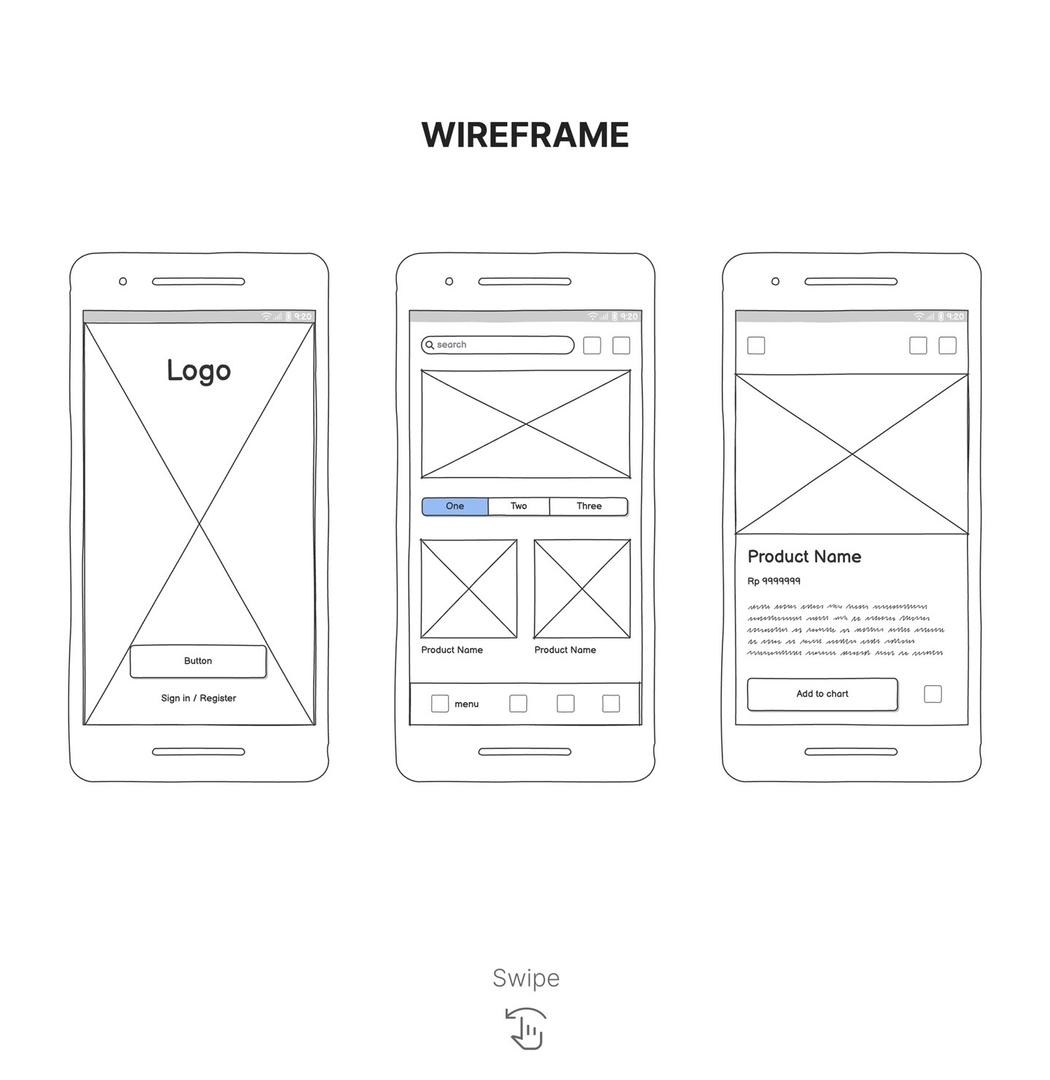 WIREFRAME
9:20
Logo
Button
Sign in / Register
9:20
search
One Two Three
Product Name Product Name
menu
9:20
Product Name
Rp 9999999
Add to chart
Swipe